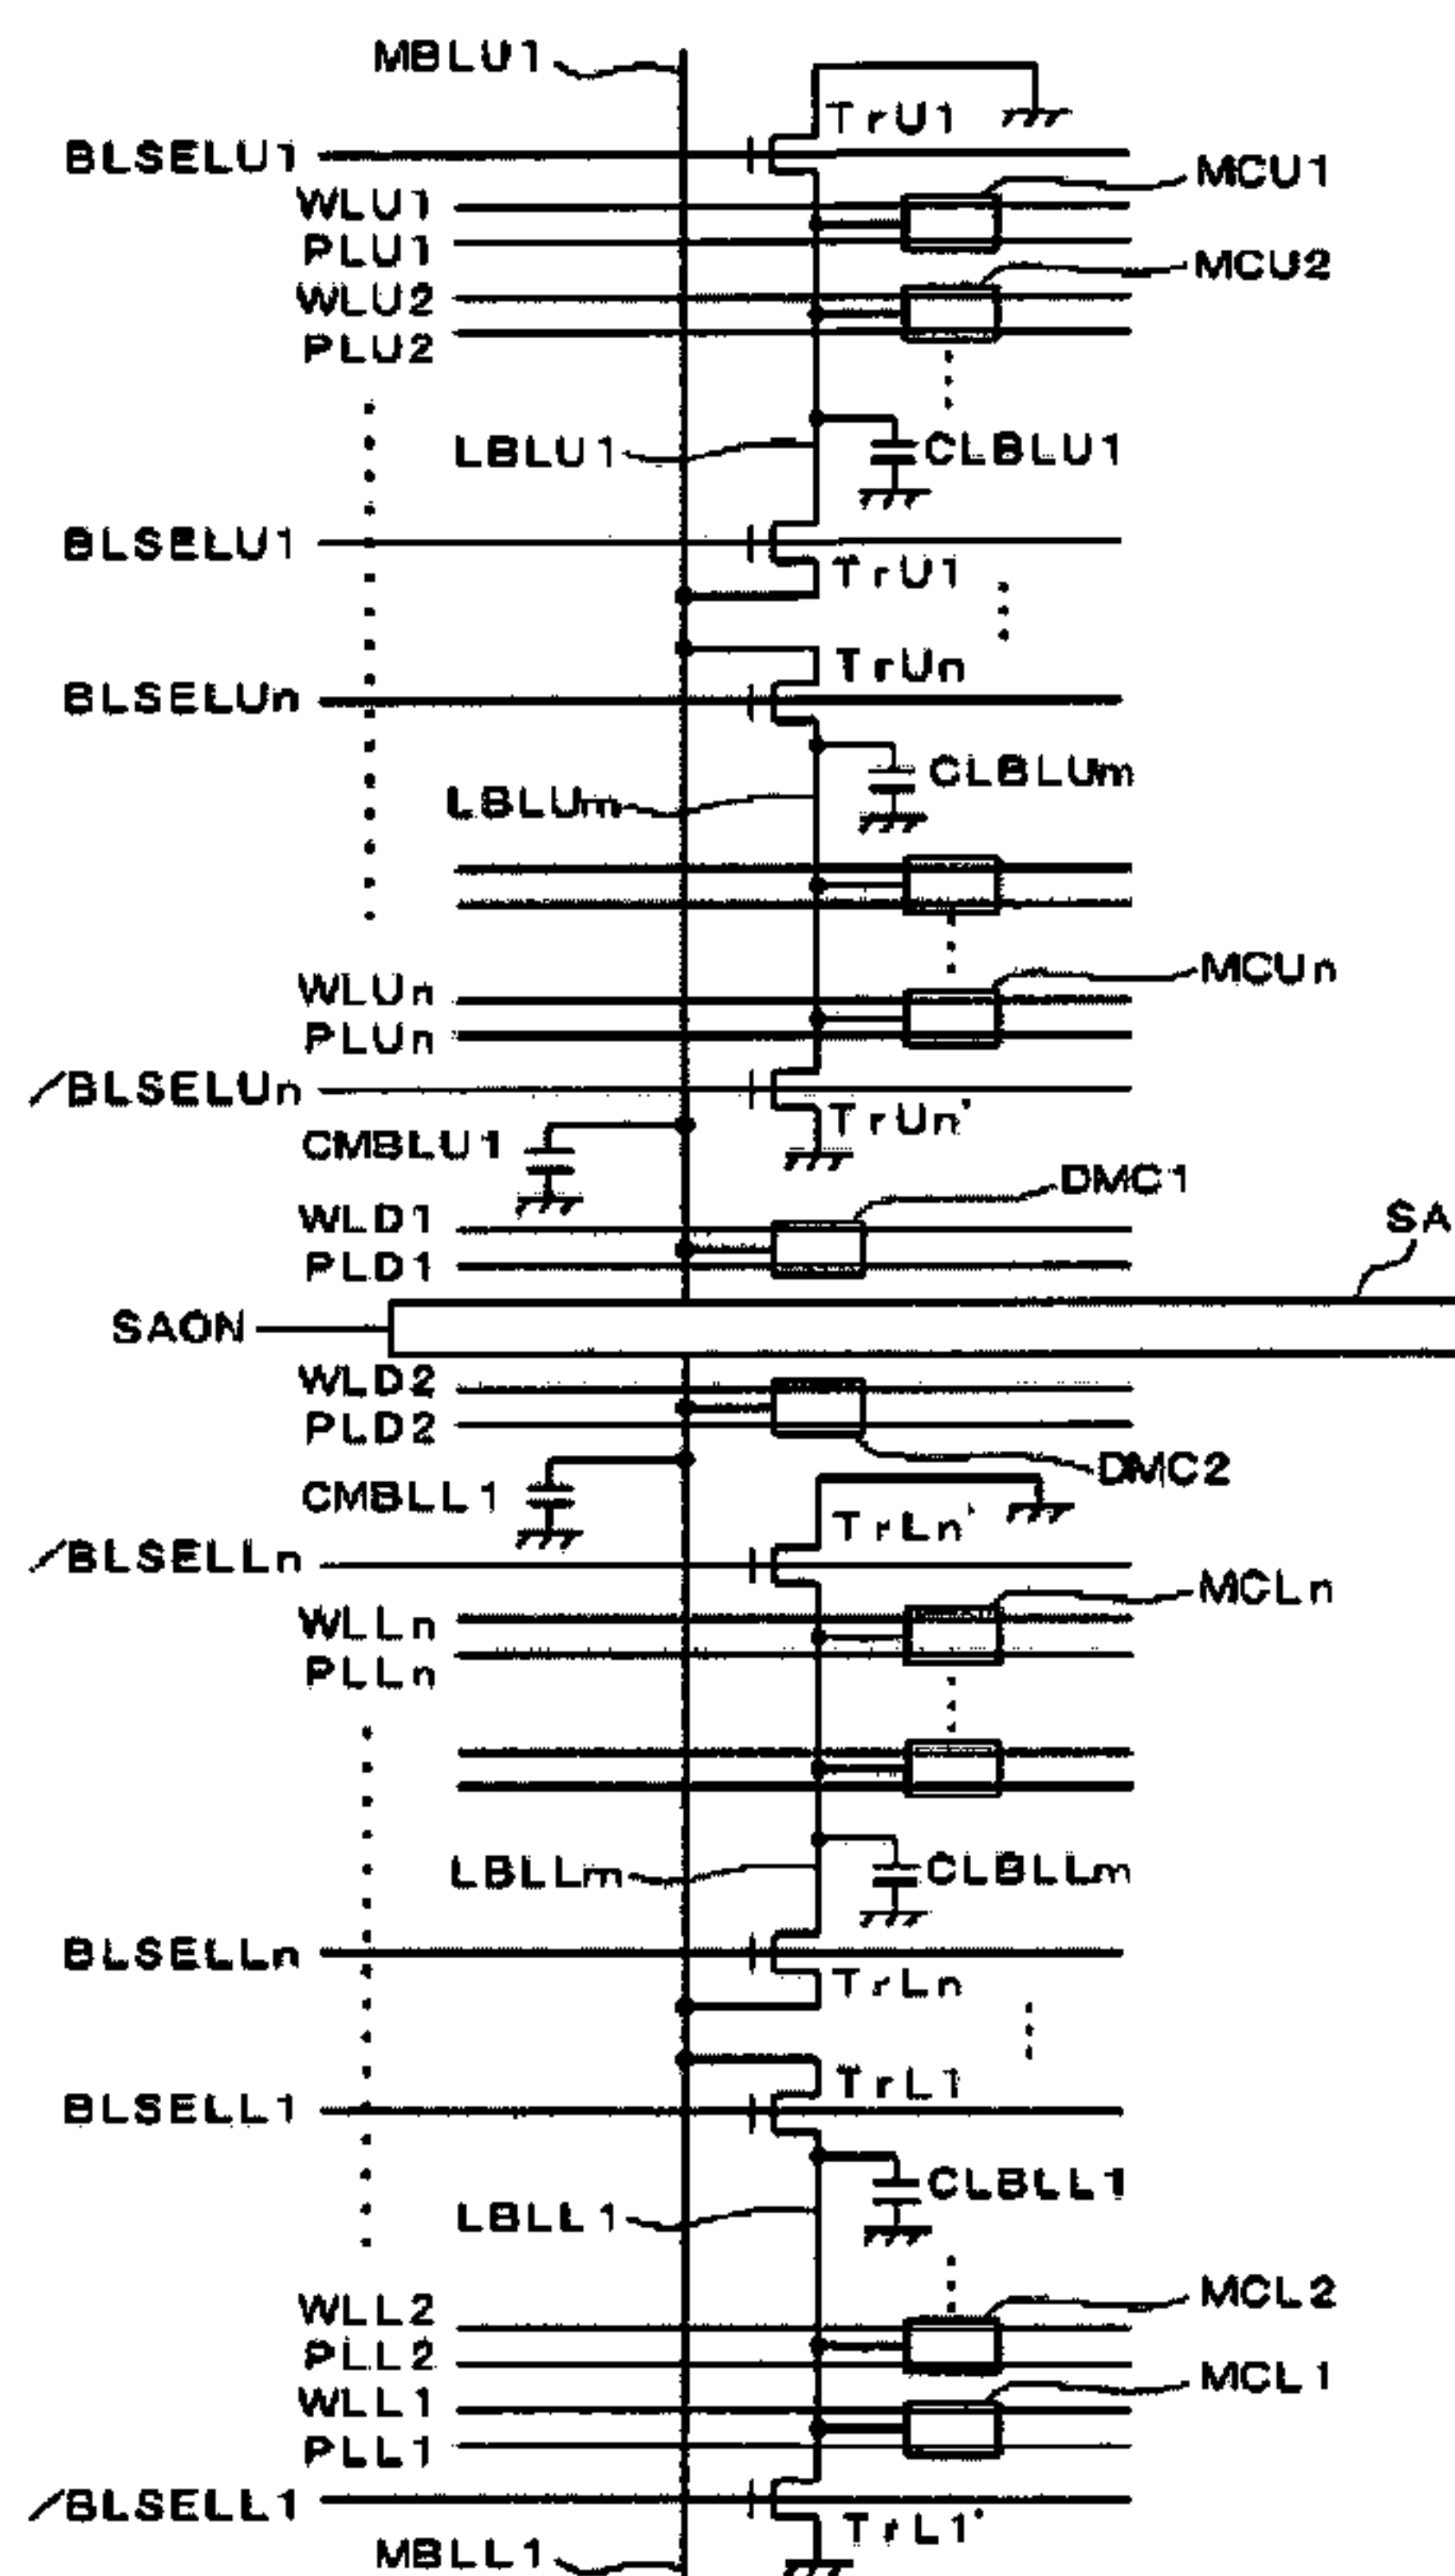 MBLU1
TrU1
BLSELU1
MCU1
WLU1
PLU1
MCU2
WLU2
PLU2
LBLU1
CLBLU1
BLSELU1
TrU1
TrUn
BLSELUn
CLBLUm
LBLUm
MCUn
WLUn
PLUn
/BLSELUn
TrUn'
CMBLU1
DMC1
WLD1
SA
PLD1
SAON
WLD2
PLD2
DMC2
CMBLL1
TrLn'
/BLSELLn
MCLn
WLLn
PLLn
LBLLm
CLBLLm
BLSELLn
TrLn
TrL1
BLSELL1
CLBLL1
LBLL1
MCL2
WLL2
PLL2
MCL1
WLL1
PLL1
/BLSELL1
TrL1'
MBLL1